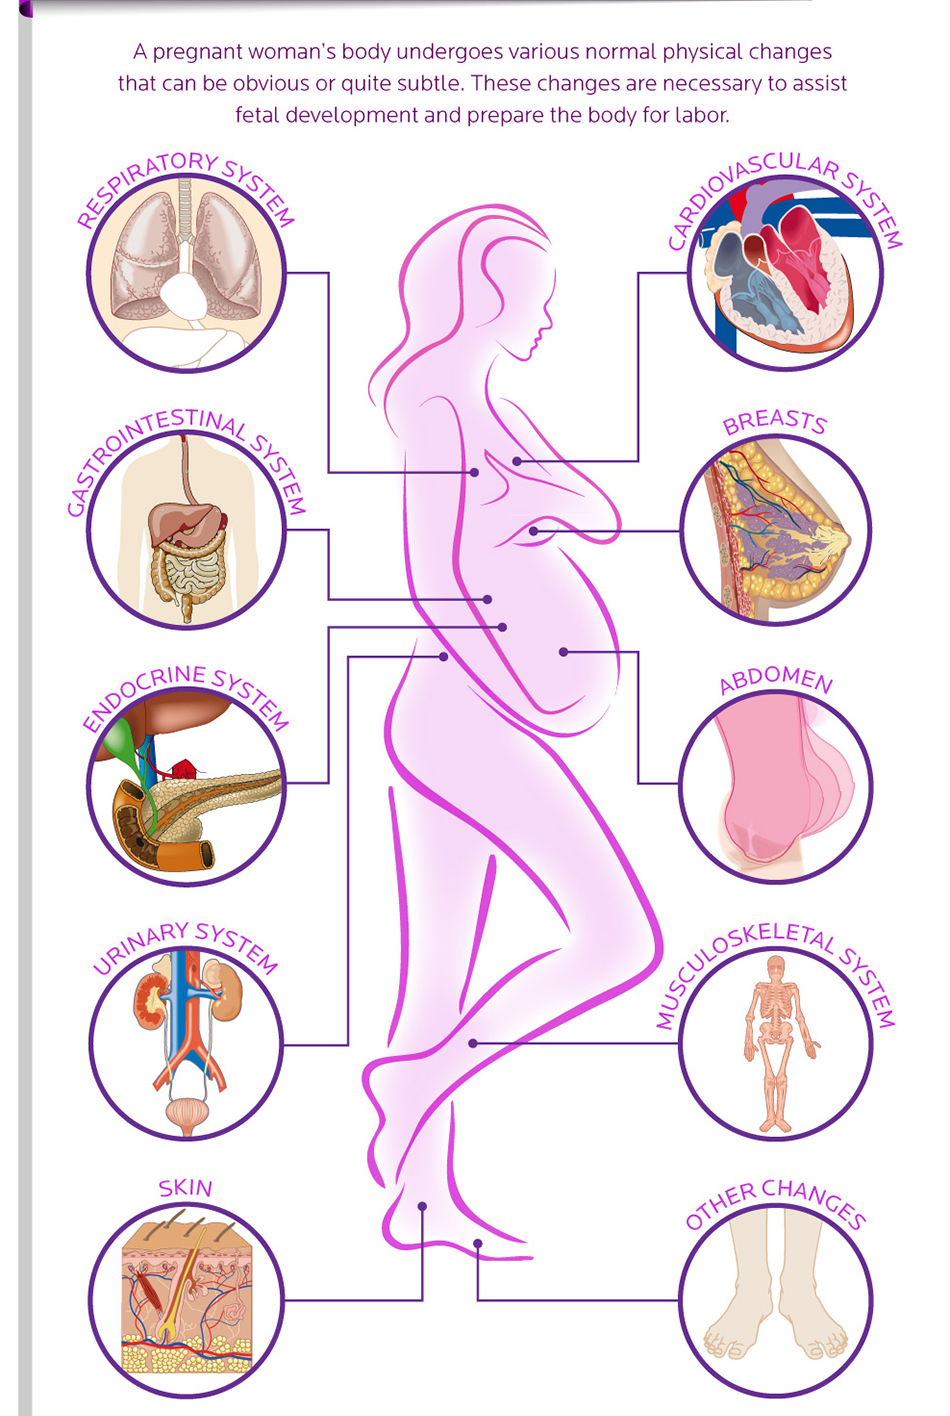 A pregnant woman's body undergoes various normal physical changes
that can be obvious or quite subtle. These changes are necessary to assist
fetal development and prepare the body for labor.
RESPIRATORY SYSTEM
CARDIOVASCULAR SYSTEM
GASTROINTESTINAL SYSTEM
BREASTS
ENDOCRINE SYSTEM
ABDOMEN
URINARY SYSTEM
MUSCULOSKELETAL SYSTEM
SKIN
OTHER CHANGES